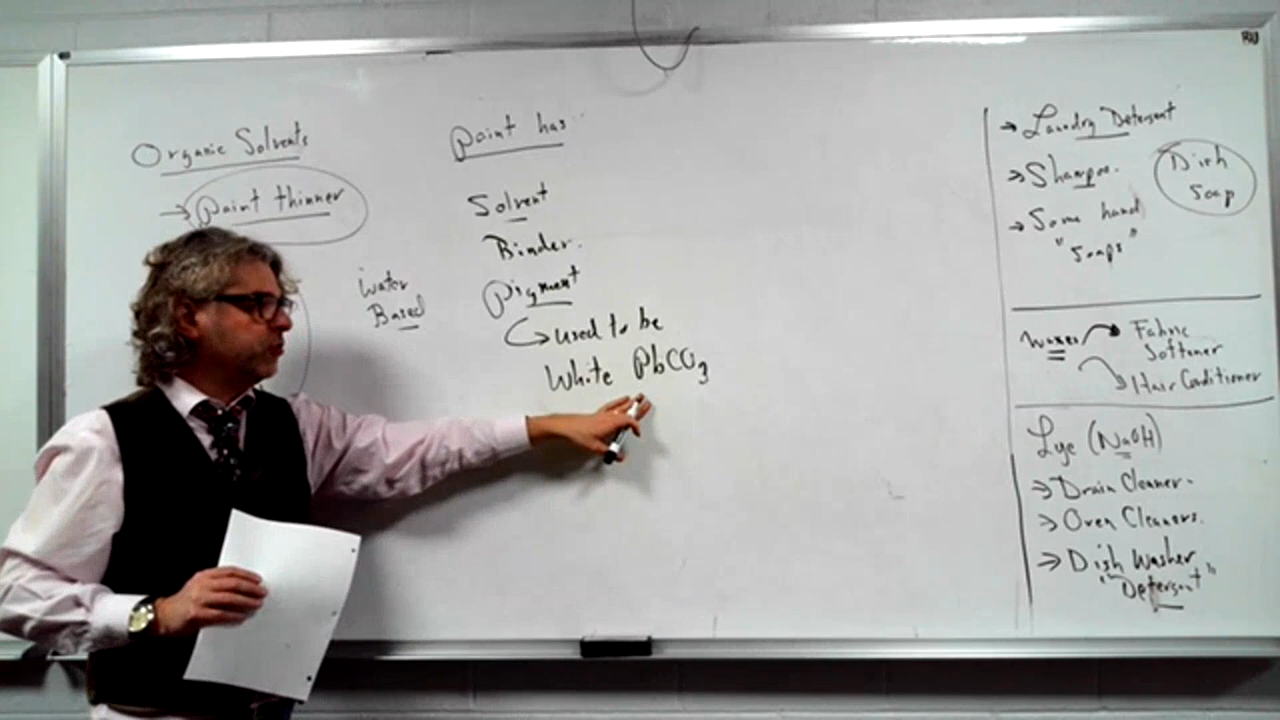 Organic Solvents
→ Paint thinner
Water
Based
Paint has
Solvent
Binder.
Pigment
used to be
White PbCO3
→ Laundry Detergent
→ Shampoo.
→ Some hand
"Soaps"
Dish
Soap
Waxes → Fabric
Softener
→ Hair Conditioner
Lye (NaOH)
→ Drain Cleaner.
→ Oven Cleaners.
→ Dish Washer
"Detergent"